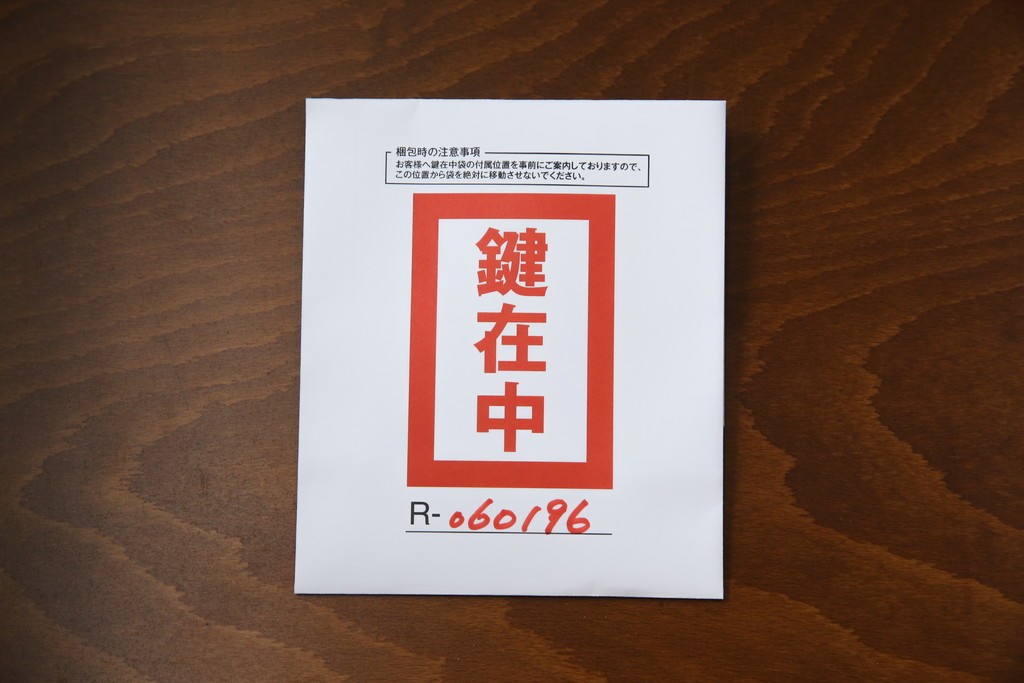 梱包時の注意事項
お客様へ鍵在中袋の付属位置を事前にご案内しておりますので、
この位置から袋を絶対に移動させないでください。
鍵在中
R-060196